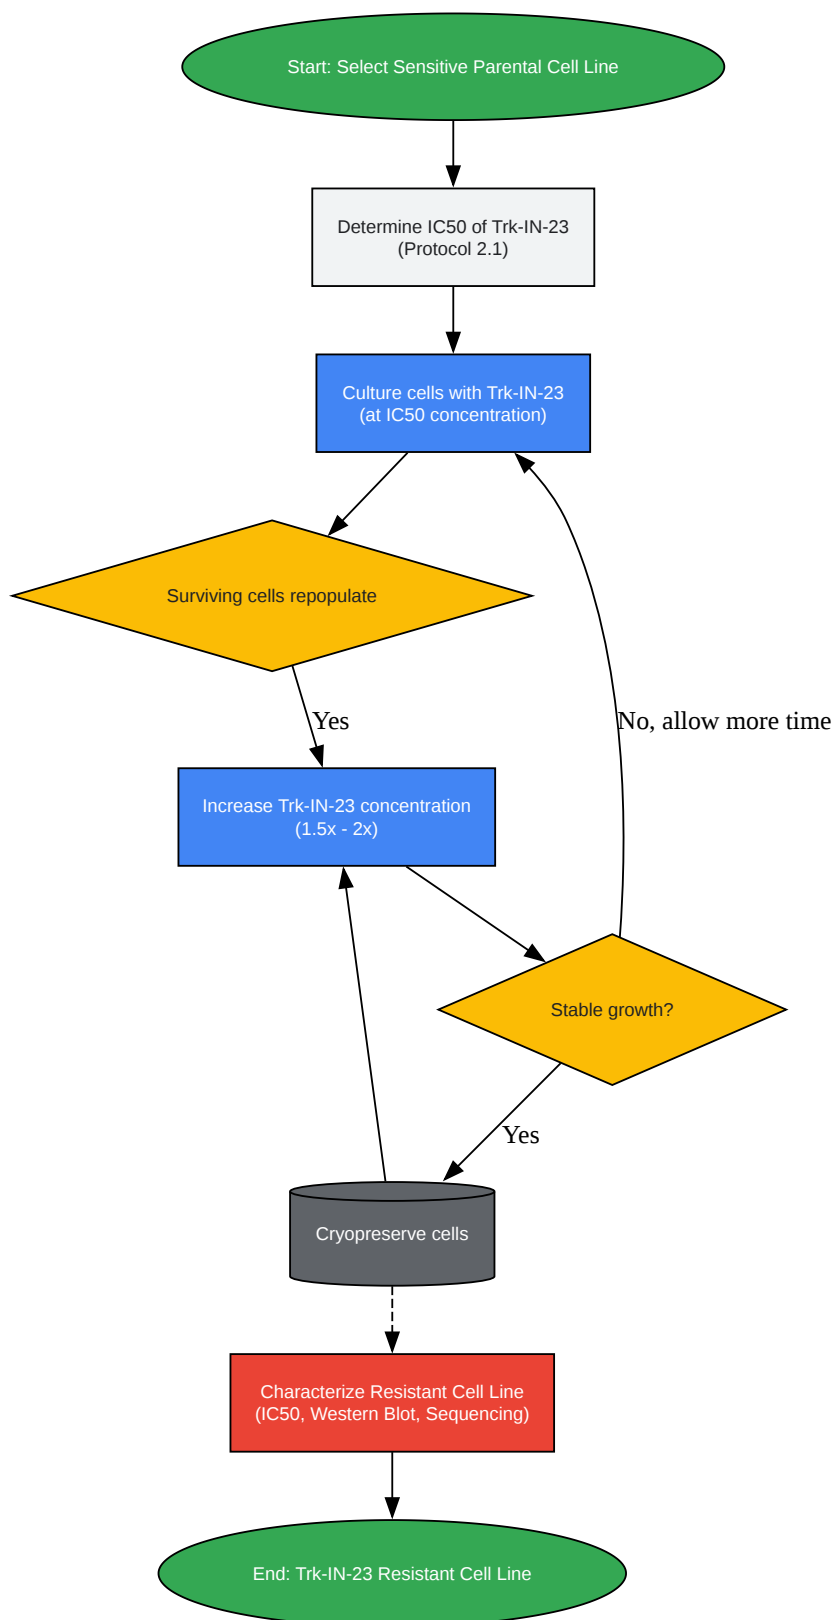 Start: Select Sensitive Parental Cell Line
Determine IC50 of Trk-IN-23
(Protocol 2.1)
Culture cells with Trk-IN-23
(at IC50 concentration)
Surviving cells repopulate
Yes
No, allow more time
Increase Trk-IN-23 concentration
(1.5x - 2x)
Stable growth?
Yes
Cryopreserve cells
Characterize Resistant Cell Line
(IC50, Western Blot, Sequencing)
End: Trk-IN-23 Resistant Cell Line